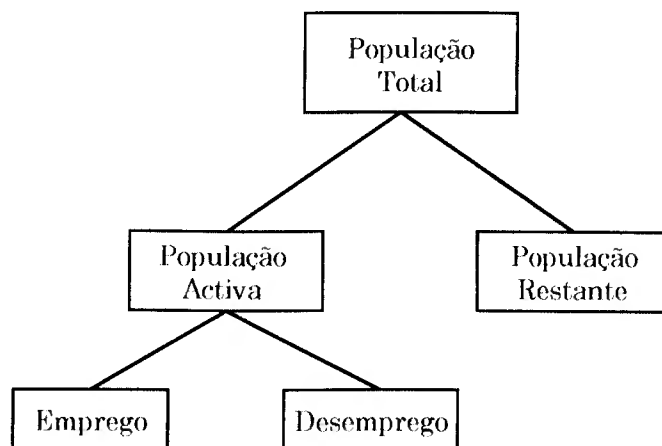 População
Total
População
Activa
População
Restante
Emprego
Desemprego